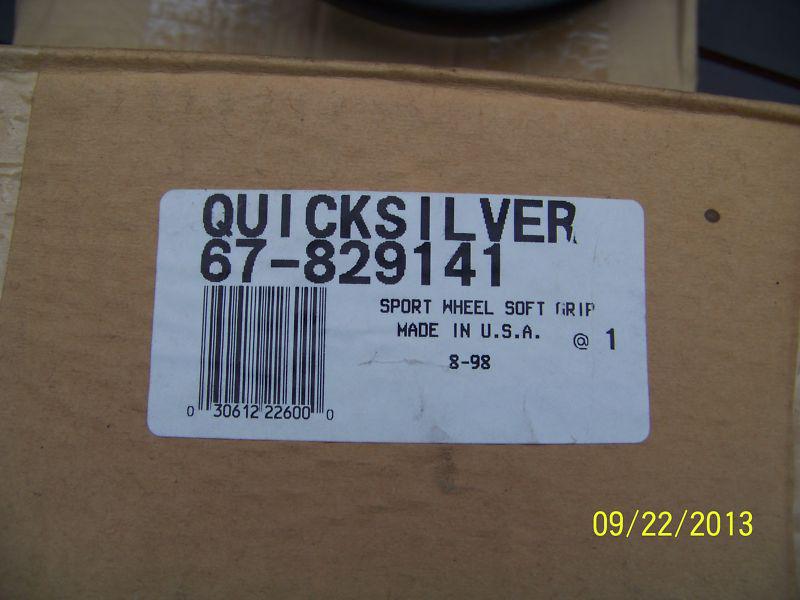 QUICKSILVER
67-829141
SPORT WHEEL SOFT GRIP
MADE IN U.S.A.
@ 1
8-98
0 30612 22600 0
09/22/2013